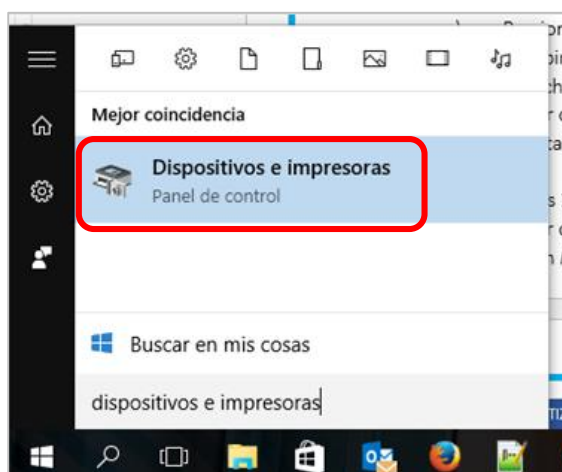 Mejor coincidencia
Dispositivos e impresoras
Panel de control
Buscar en mis cosas
dispositivos e impresoras